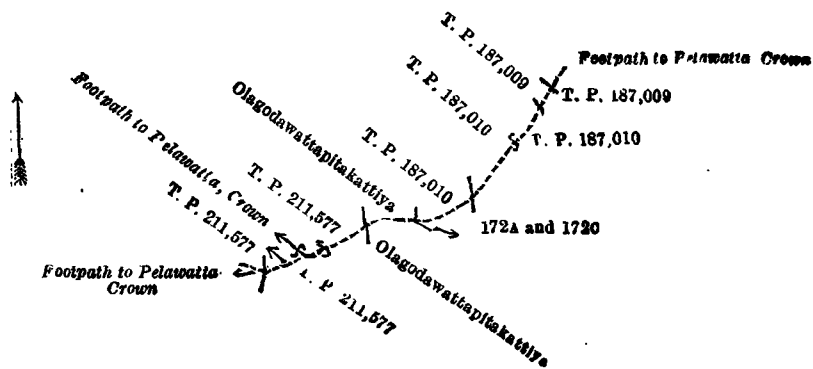 T. P. 187,009
Footpath to Pelawatta Crown
T. P. 187,009
T. P. 187,010
T. P. 187,010
Olagodawattapitakattiya
Footpath to Pelawatta, Crown
T. P. 187,010
T. P. 211,577
T. P. 211,577
172A and 172C
Olagodawattapitakattiya
Footpath to Pelawatta
Crown
T. P. 211,577